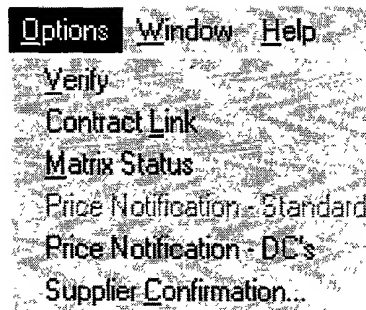 Options Window Help
Verify
Contract Link
Matrix Status
Price Notification - Standard
Price Notification - DC's
Supplier Confirmation...